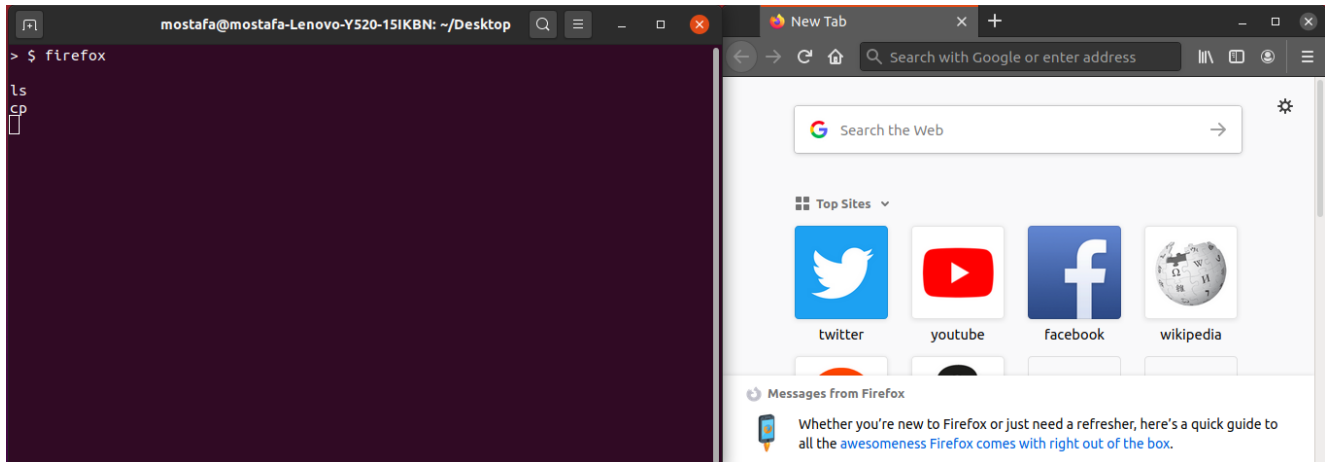 mostafa@mostafa-Lenovo-Y520-15IKBN: ~/Desktop
> $ firefox
ls
cp
New Tab
Search with Google or enter address
Search the Web
Top Sites
twitter youtube facebook wikipedia
Messages from Firefox
Whether you're new to Firefox or just need a refresher, here's a quick guide to
all the awesomeness Firefox comes with right out of the box.